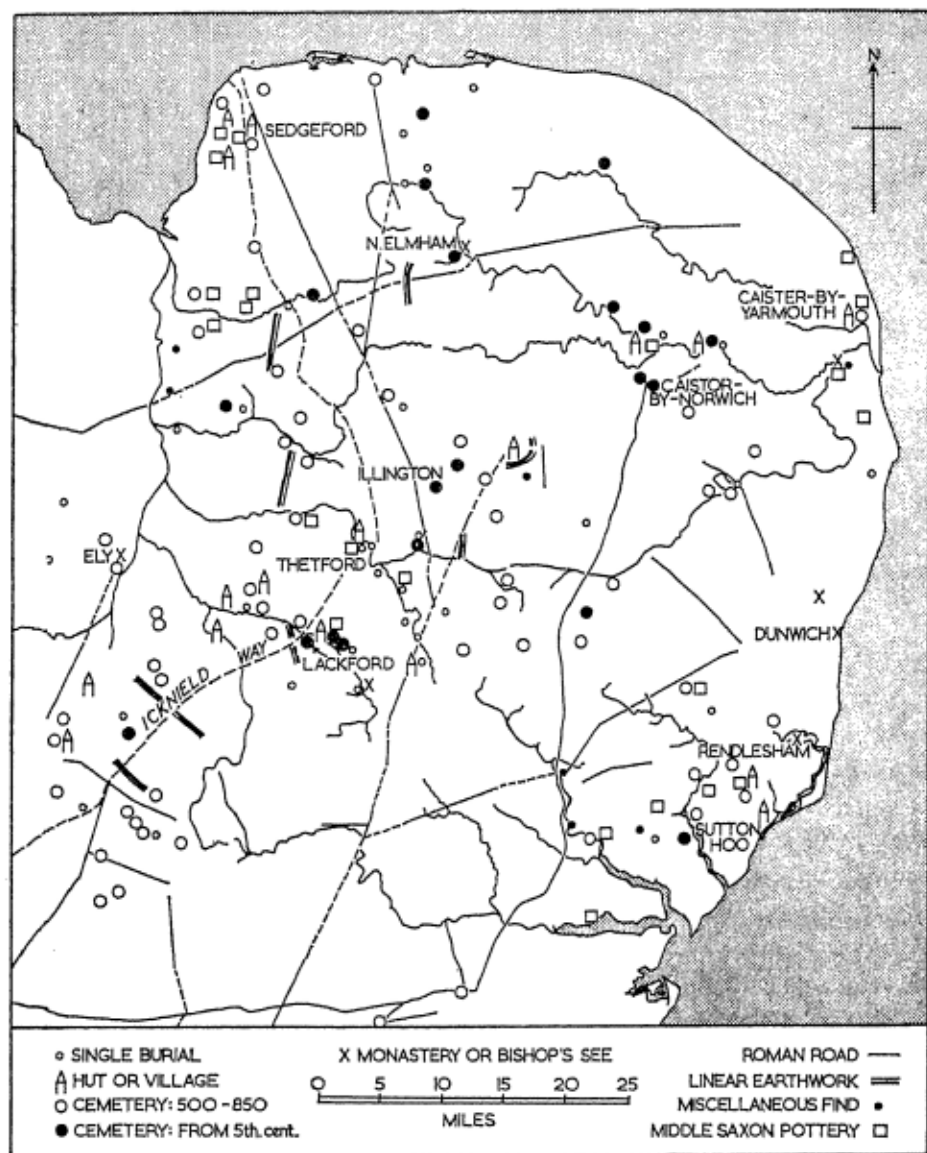 N
SEDGEFORD
N. ELMHAM
CAISTER-BY-
YARMOUTH
CAISTOR-
BY-NORWICH
ILLINGTON
ELY
THETFORD
DUNWICH
LACKFORD
ICKNIELD WAY
RENDLESHAM
SUTTON
HOO
SINGLE BURIAL
HUT OR VILLAGE
CEMETERY: 500-850
CEMETERY: FROM 5th. cent.
X MONASTERY OR BISHOP'S SEE
0 5 10 15 20 25
MILES
ROMAN ROAD
LINEAR EARTHWORK
MISCELLANEOUS FIND
MIDDLE SAXON POTTERY